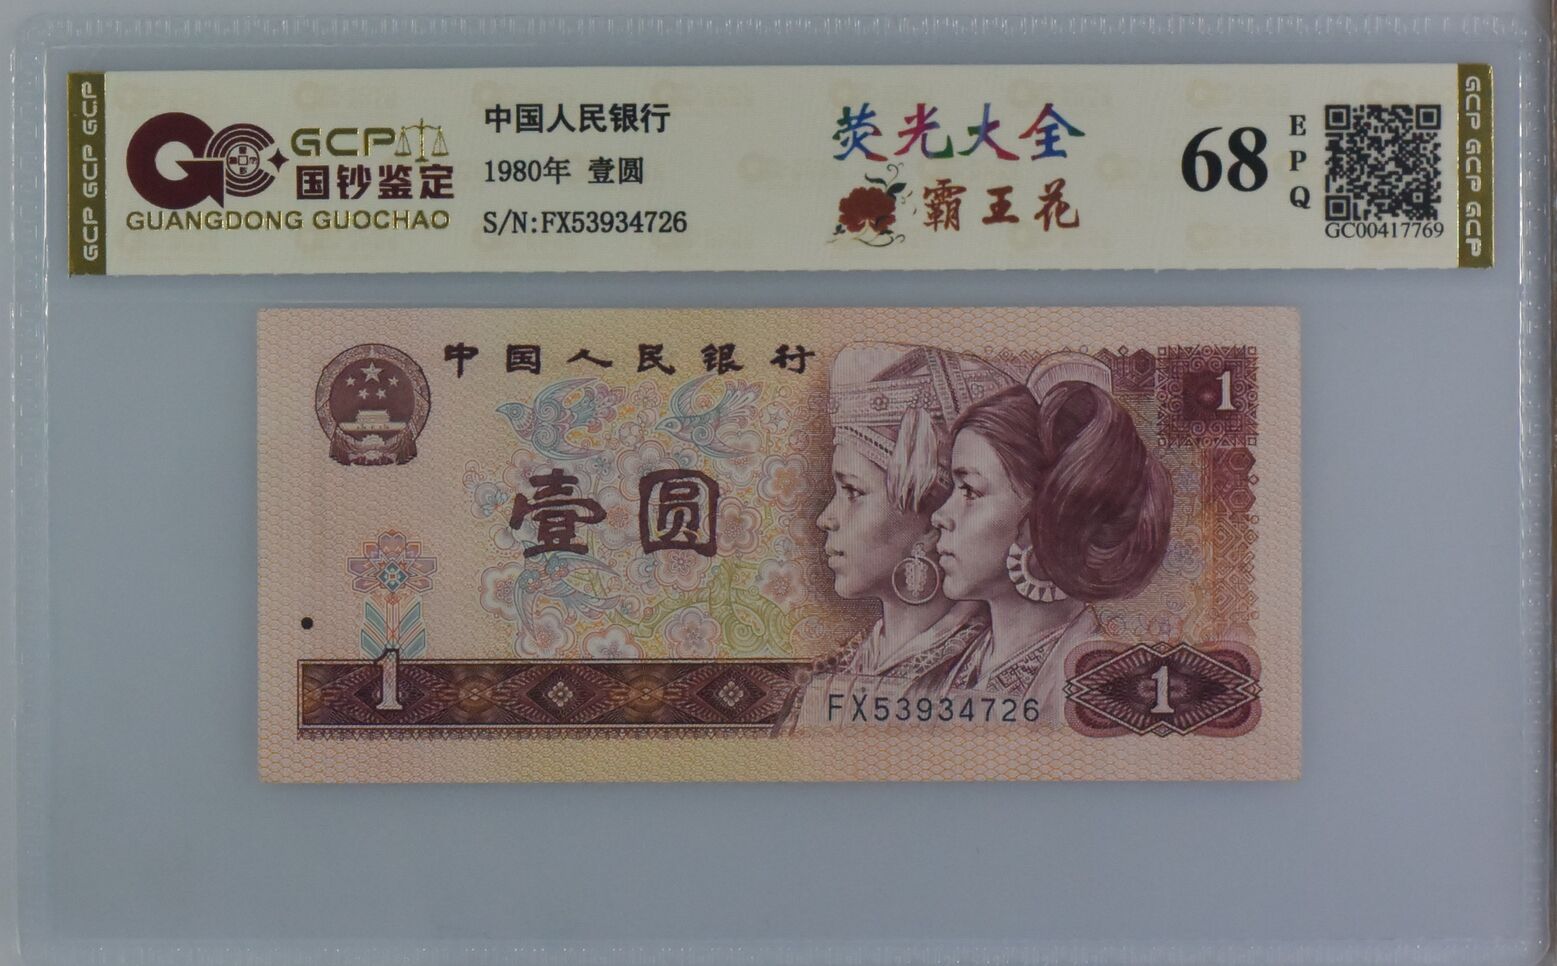 GCP GCP GCP
GCP
国钞鉴定
GUANGDONG GUOCHAO
中国人民银行
1980年 壹圆
S/N:FX53934726
荧光大全
霸王花
68
EPQ
GC00417769
GCP GCP GCP
中国人民银行
1
壹圆
1
FX53934726
1